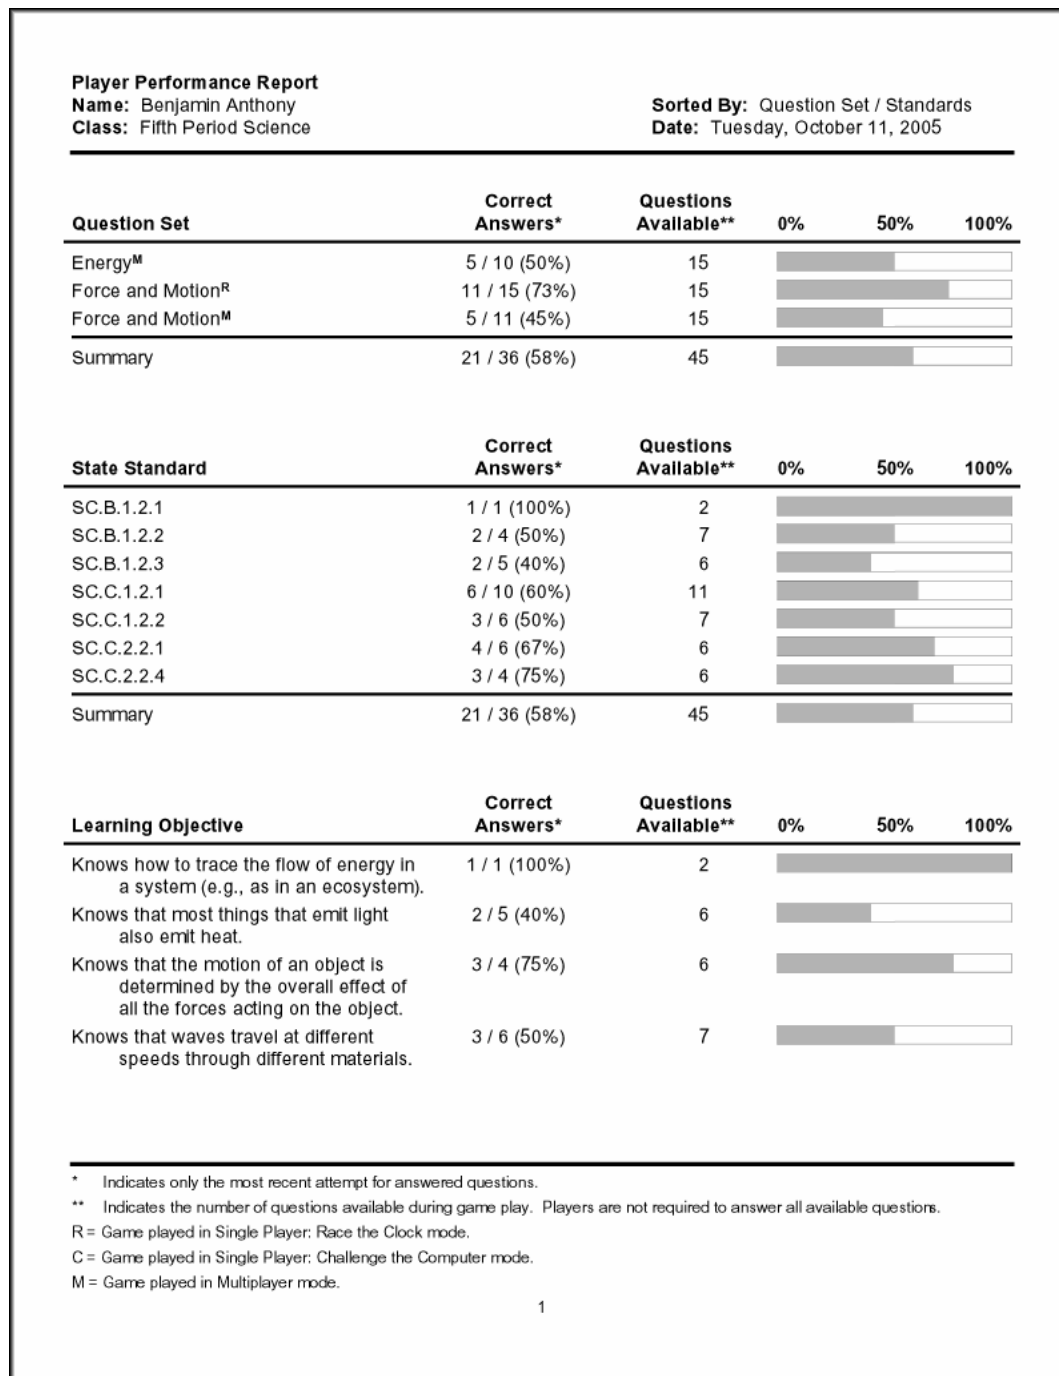 Player Performance Report
Name: Benjamin Anthony
Sorted By: Question Set / Standards
Class: Fifth Period Science
Date: Tuesday, October 11, 2005
Question Set Correct Answers* Questions Available** 0% 50% 100%
EnergyM 5 / 10 (50%) 15
Force and MotionR 11 / 15 (73%) 15
Force and MotionM 5 / 11 (45%) 15
Summary 21 / 36 (58%) 45
State Standard Correct Answers* Questions Available** 0% 50% 100%
SC.B.1.2.1 1 / 1 (100%) 2
SC.B.1.2.2 2 / 4 (50%) 7
SC.B.1.2.3 2 / 5 (40%) 6
SC.C.1.2.1 6 / 10 (60%) 11
SC.C.1.2.2 3 / 6 (50%) 7
SC.C.2.2.1 4 / 6 (67%) 6
SC.C.2.2.4 3 / 4 (75%) 6
Summary 21 / 36 (58%) 45
Learning Objective Correct Answers* Questions Available** 0% 50% 100%
Knows how to trace the flow of energy in 1 / 1 (100%) 2
a system (e.g., as in an ecosystem).
Knows that most things that emit light 2 / 5 (40%) 6
also emit heat.
Knows that the motion of an object is 3 / 4 (75%) 6
determined by the overall effect of
all the forces acting on the object.
Knows that waves travel at different 3 / 6 (50%) 7
speeds through different materials.
* Indicates only the most recent attempt for answered questions.
** Indicates the number of questions available during game play. Players are not required to answer all available questions.
R = Game played in Single Player: Race the Clock mode.
C = Game played in Single Player: Challenge the Computer mode.
M = Game played in Multiplayer mode.
1